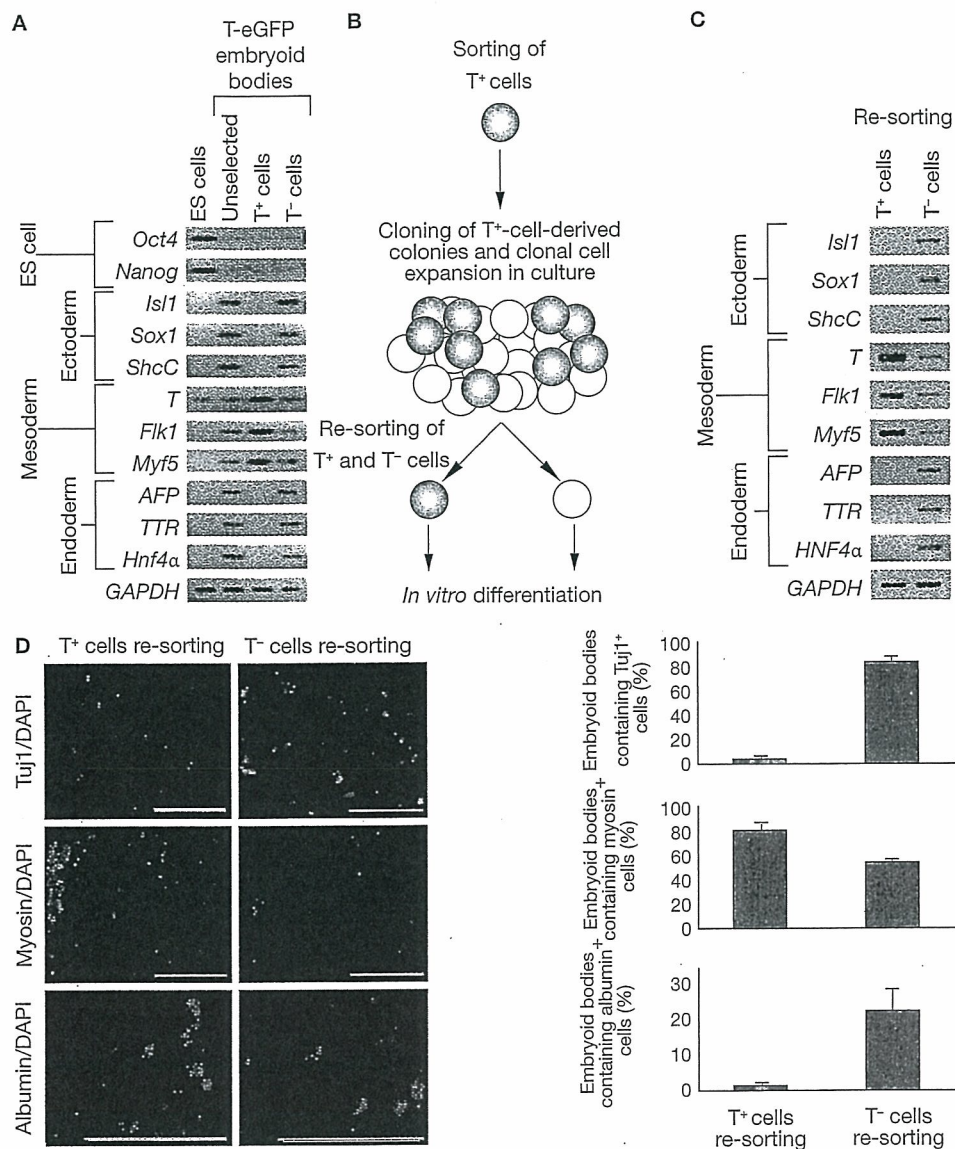 A
T-eGFP
embryoid
bodies
ES cells
Unselected
T⁺ cells
T⁻ cells
ES cell
Oct4
Nanog
Ectoderm
Isl1
Sox1
ShcC
Mesoderm
T
Flk1
Myf5
Endoderm
AFP
TTR
Hnf4α
GAPDH
B
Sorting of
T⁺ cells
Cloning of T⁺-cell-derived
colonies and clonal cell
expansion in culture
Re-sorting of
T⁺ and T⁻ cells
In vitro differentiation
C
Re-sorting
T⁺ cells
T⁻ cells
Ectoderm
Isl1
Sox1
ShcC
Mesoderm
T
Flk1
Myf5
Endoderm
AFP
TTR
HNF4α
GAPDH
D
T⁺ cells re-sorting
T⁻ cells re-sorting
Tuj1/DAPI
Myosin/DAPI
Albumin/DAPI
Embryoid bodies
containing Tuj1⁺
cells (%)
100
80
60
40
20
0
Embryoid bodies
containing myosin⁺
cells (%)
100
80
60
40
20
0
Embryoid bodies
containing albumin⁺
cells (%)
30
20
10
0
T⁺ cells
re-sorting
T⁻ cells
re-sorting